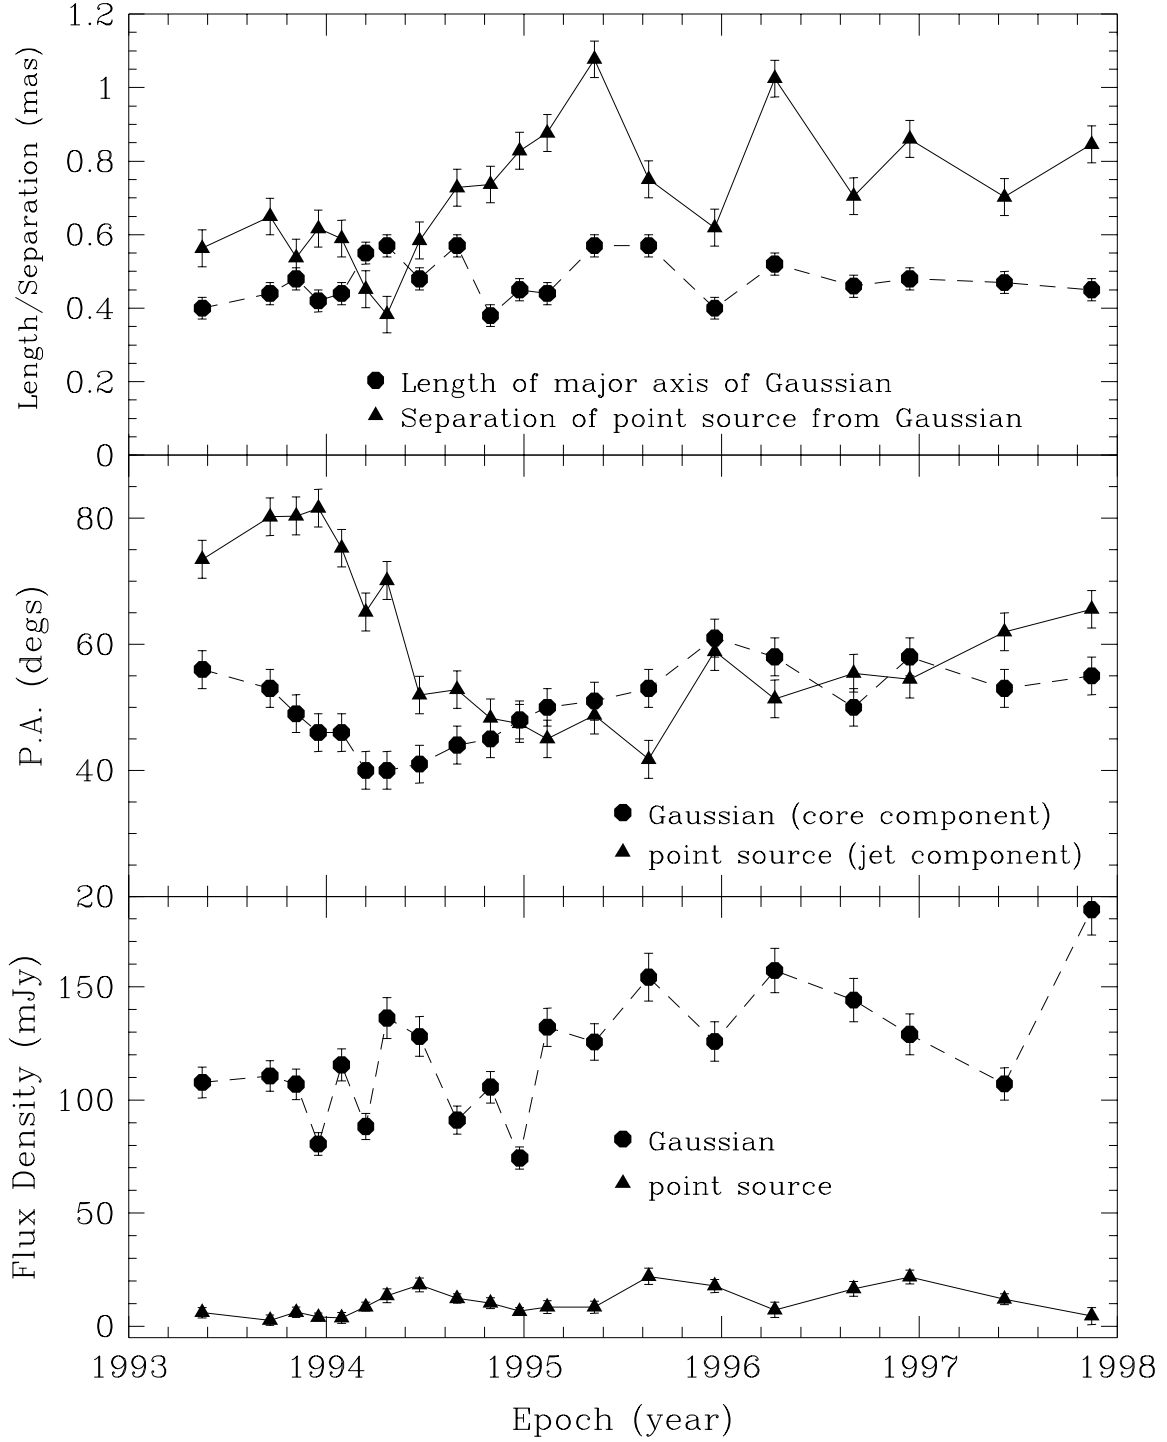 1.2
1
0.8
0.6
0.4
0.2
0
Length/Separation (mas)
Length of major axis of Gaussian
Separation of point source from Gaussian
80
60
40
20
P.A. (degs)
Gaussian (core component)
point source (jet component)
150
100
50
0
Flux Density (mJy)
Gaussian
point source
1993 1994 1995 1996 1997 1998
Epoch (year)